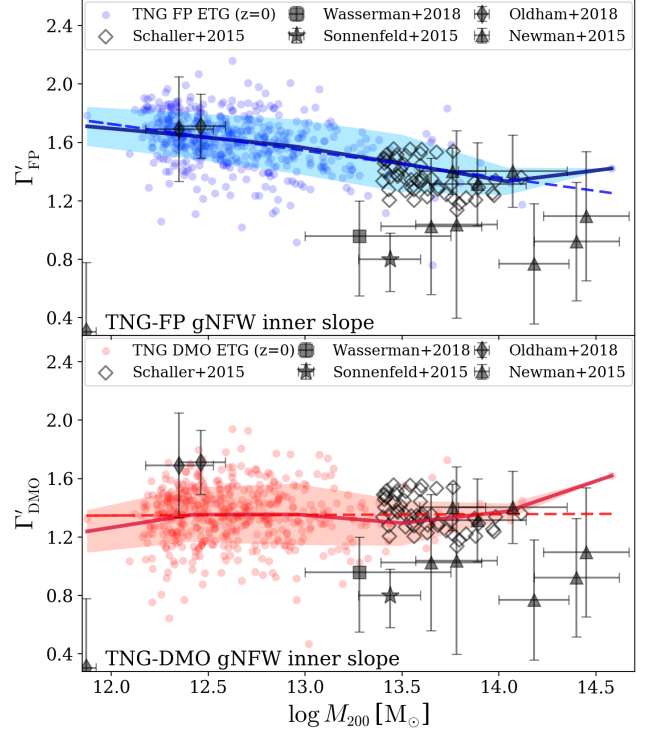 TNG FP ETG (z=0) Wasserman+2018 Oldham+2018
Schaller+2015 Sonnenfeld+2015 Newman+2015
2.4
2.0
1.6
1.2
0.8
0.4
Γ′FP
TNG-FP gNFW inner slope
TNG DMO ETG (z=0) Wasserman+2018 Oldham+2018
Schaller+2015 Sonnenfeld+2015 Newman+2015
2.4
2.0
1.6
1.2
0.8
0.4
Γ′DMO
TNG-DMO gNFW inner slope
12.0 12.5 13.0 13.5 14.0 14.5
log M200 [M⊙]